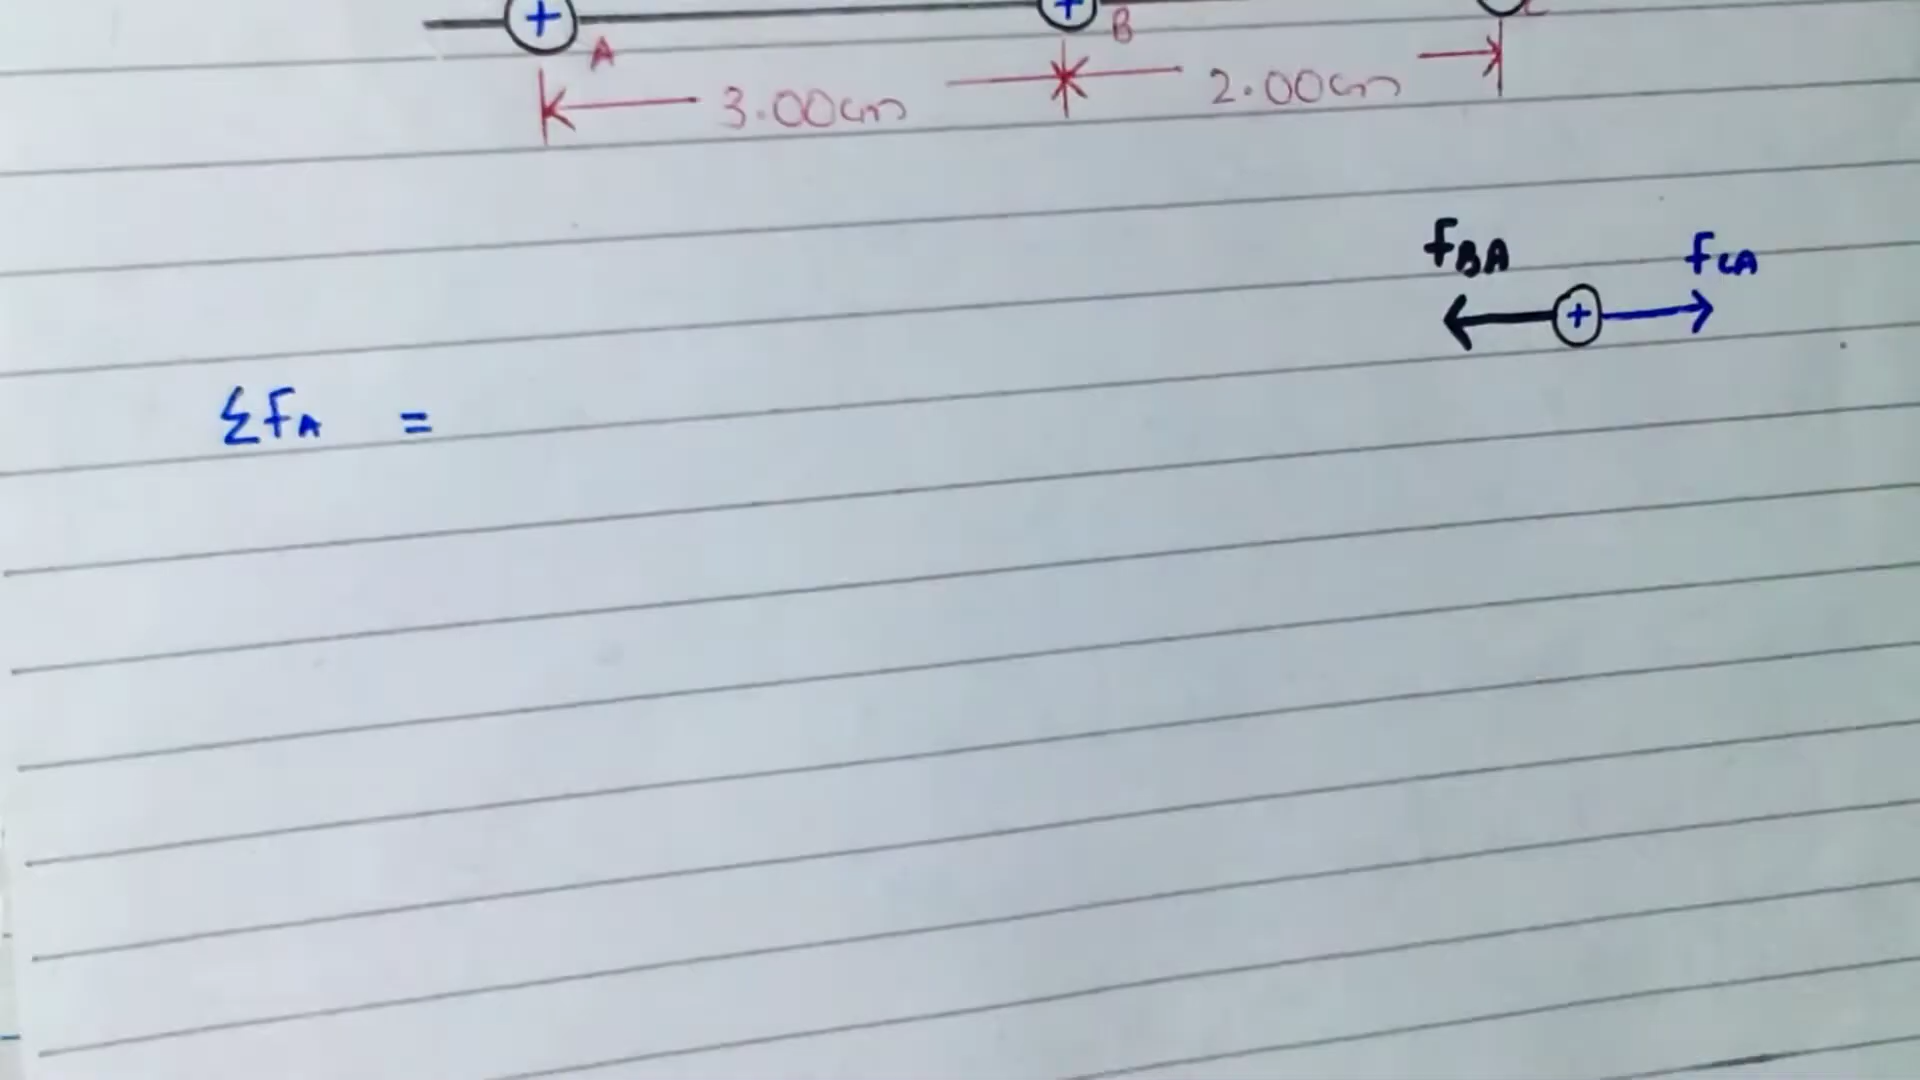 + A + B
3.00cm 2.00cm
fBA fCA
+
ΣfA =